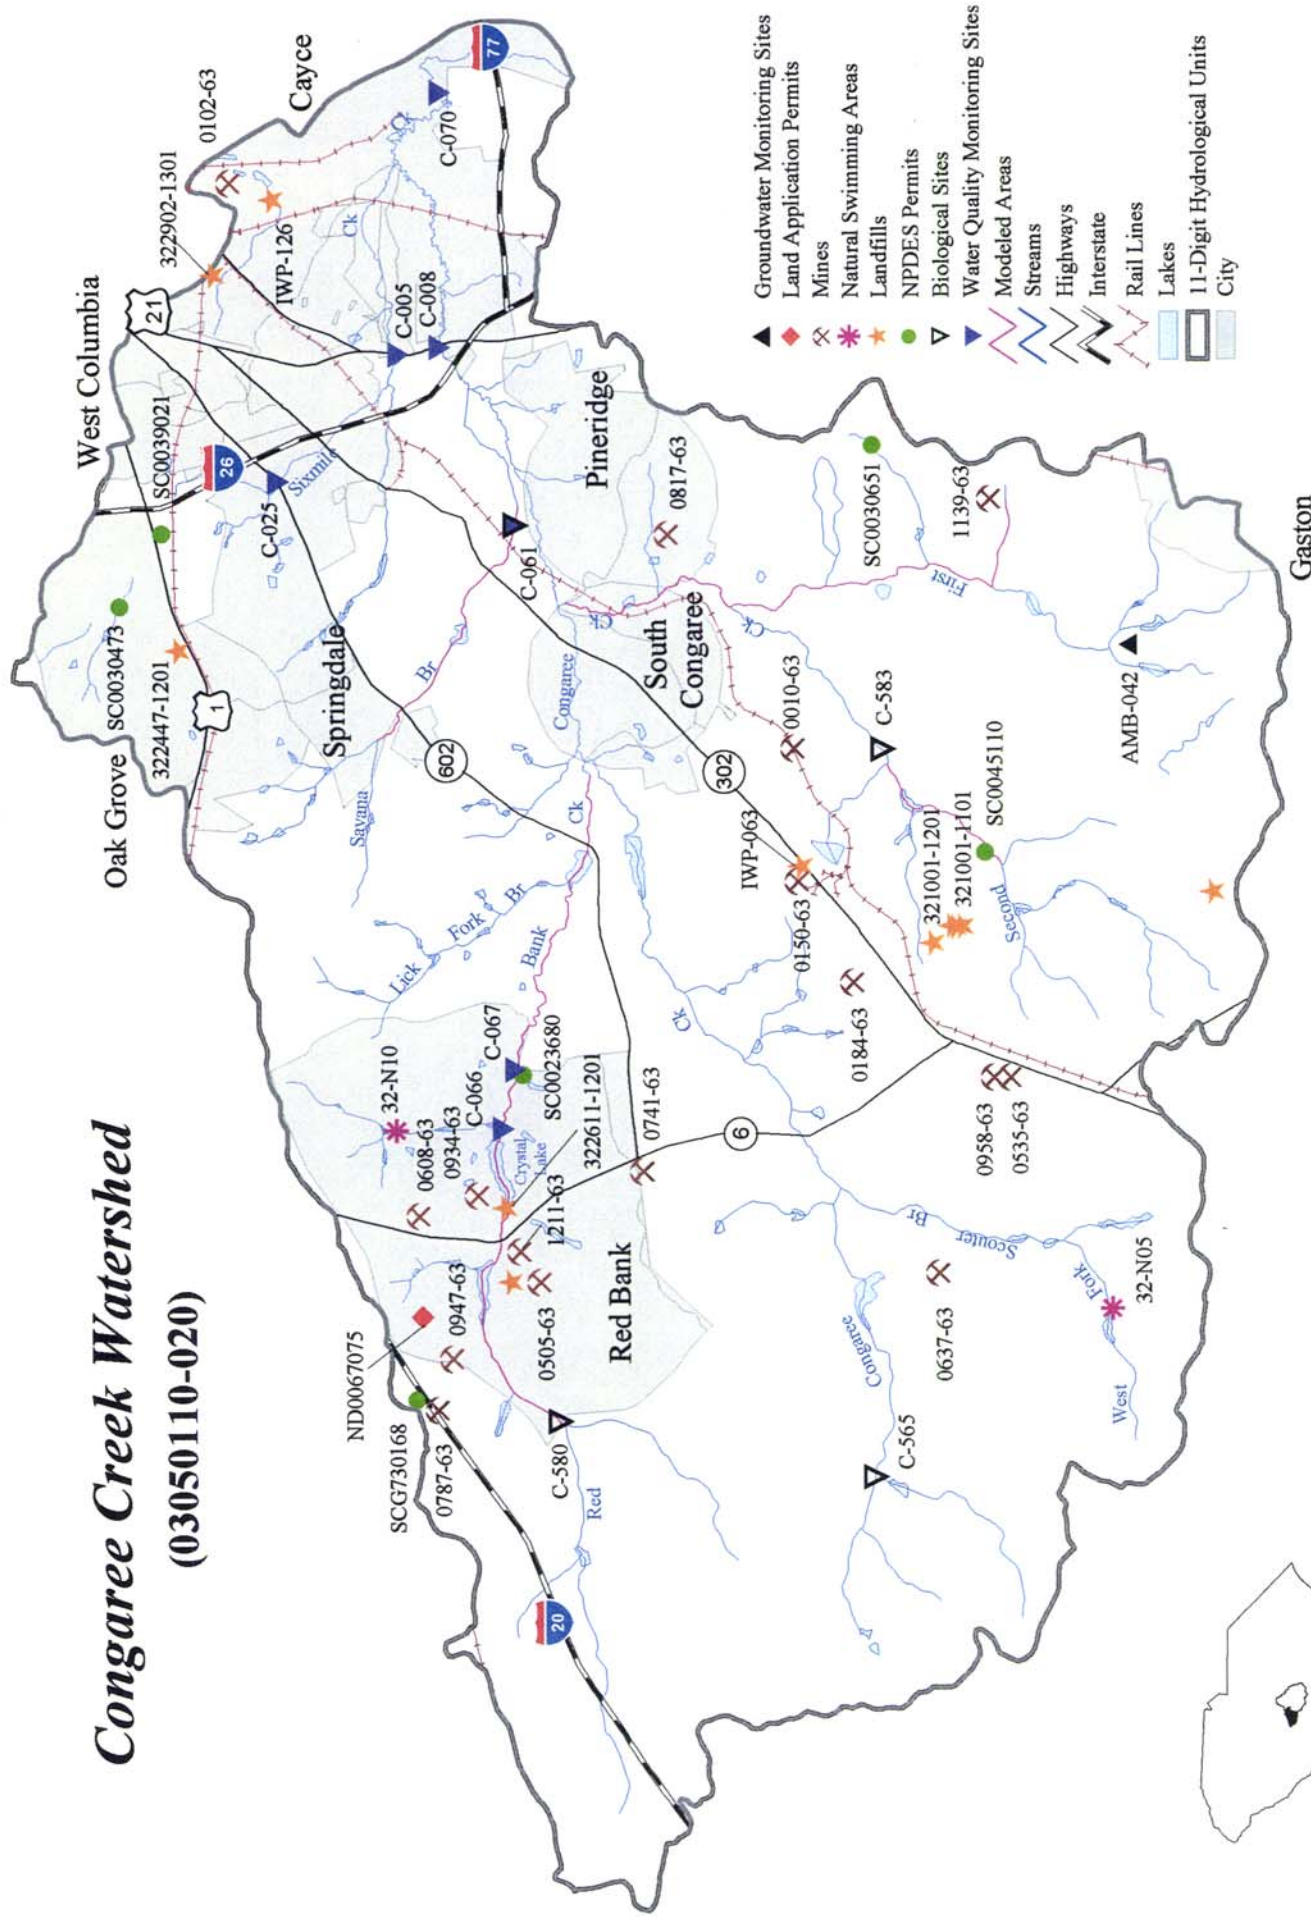 Congaree Creek Watershed
(03050110-020)
West Columbia
Cayce
Oak Grove
Springdale
Pineridge
South
Congaree
Red Bank
Gaston
322902-1301
0102-63
IWP-126
21
77
C-070
C-005
C-008
Ck
Ck
SC0039021
26
C-025
Sixmile
SC0030473
322447-1201
1
602
Savana
Br
C-061
0817-63
Congaree
Ck
302
Lick
Fork
Br
Red
Bank
Ck
32-N10
C-067
C-066
SC0023680
0608-63
0934-63
Crystal
Lake
322611-1201
1211-63
0741-63
6
ND0067075
0947-63
SCG730168
0787-63
0505-63
C-580
20
Congaree
Ck
C-565
Scouter
Br
0637-63
West
Fork
32-N05
0184-63
0150-63
IWP-063
0010-63
0958-63
0535-63
321001-1201
321001-1101
SC0045110
Second
Ck
C-583
First
SC0030651
1139-63
AMB-042
Groundwater Monitoring Sites
Land Application Permits
Mines
Natural Swimming Areas
Landfills
NPDES Permits
Biological Sites
Water Quality Monitoring Sites
Modeled Areas
Streams
Highways
Interstate
Rail Lines
Lakes
11-Digit Hydrological Units
City